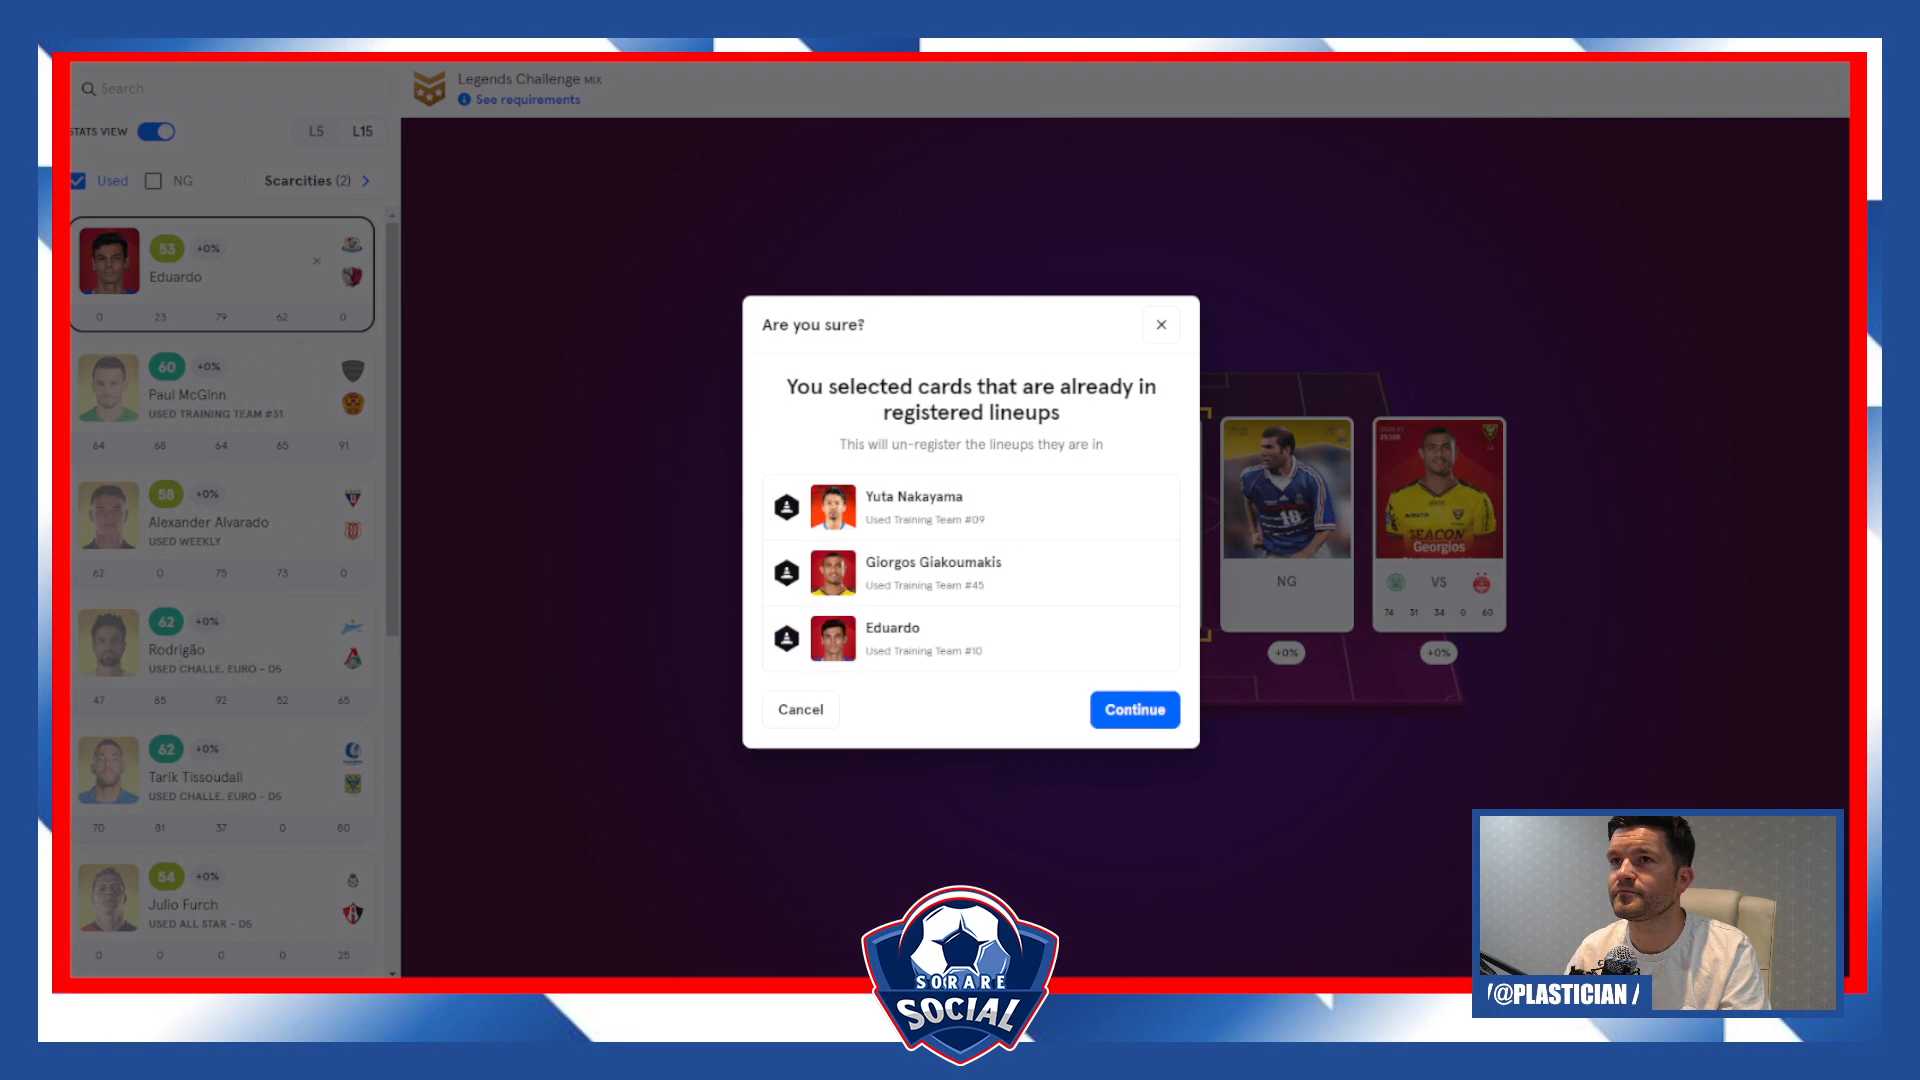 Search
Legends Challenge MIX
See requirements
STATS VIEW
L5
L15
Used
NG
Scarcities (2)
53
+0%
Eduardo
0 23 79 62 0
60
+0%
Paul McGinn
USED TRAINING TEAM #31
64 68 64 65 91
58
+0%
Alexander Alvarado
USED WEEKLY
62 0 75 73 0
62
+0%
Rodrigão
USED CHALLE. EURO - D5
47 85 92 52 65
62
+0%
Tarik Tissoudali
USED CHALLE. EURO - D5
70 81 37 0 80
54
+0%
Julio Furch
USED ALL STAR - D5
0 0 0 0 25
Are you sure?
You selected cards that are already in
registered lineups
This will un-register the lineups they are in
Yuta Nakayama
Used Training Team #09
Giorgos Giakoumakis
Used Training Team #45
Eduardo
Used Training Team #10
Cancel
Continue
10
NG
+0%
BEACON
Georgios
VS
74 31 34 0 60
+0%
SORARE
SOCIAL
/@PLASTICIAN/